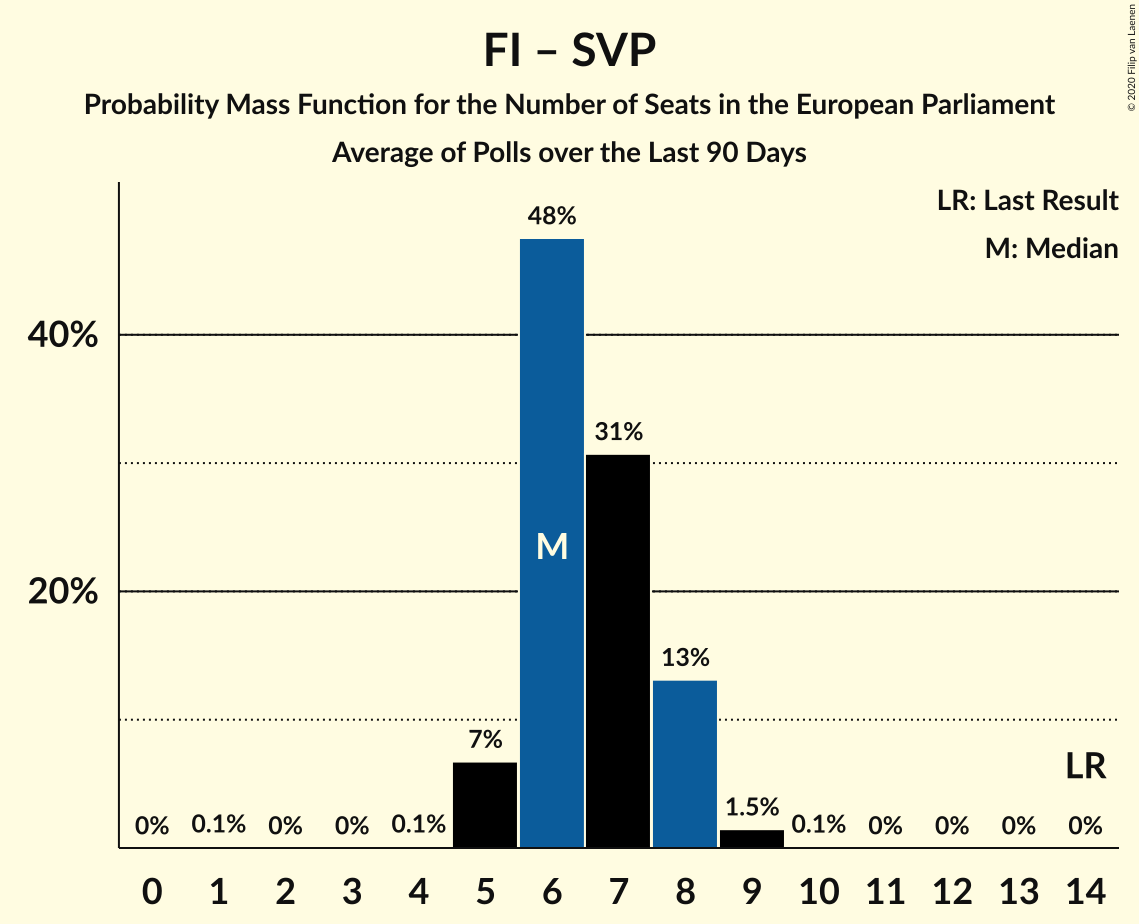 FI – SVP
Probability Mass Function for the Number of Seats in the European Parliament
Average of Polls over the Last 90 Days
© 2020 Filip van Laenen
LR: Last Result
M: Median
48%
40%
31%
M
20%
13%
7%
LR
1.5%
0% 0.1% 0% 0% 0.1% 0.1% 0% 0% 0% 0%
0 1 2 3 4 5 6 7 8 9 10 11 12 13 14